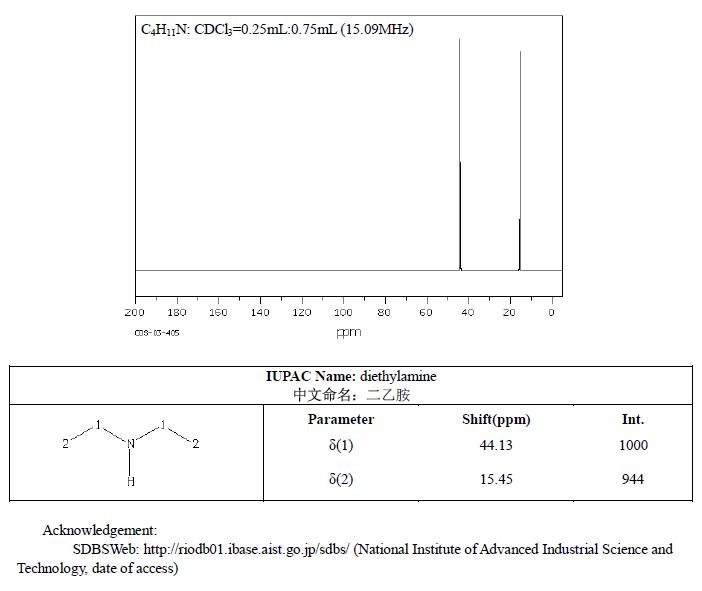 C₄H₁₁N: CDCl₃=0.25mL:0.75mL (15.09MHz)
200 180 160 140 120 100 80 60 40 20 0
CDS-03-405
ppm
IUPAC Name: diethylamine
中文命名：二乙胺
Parameter Shift(ppm) Int.
1 1
2 N 2
H
δ(1) 44.13 1000
δ(2) 15.45 944
Acknowledgement:
SDBSWeb: http://riodb01.ibase.aist.go.jp/sdbs/ (National Institute of Advanced Industrial Science and
Technology, date of access)